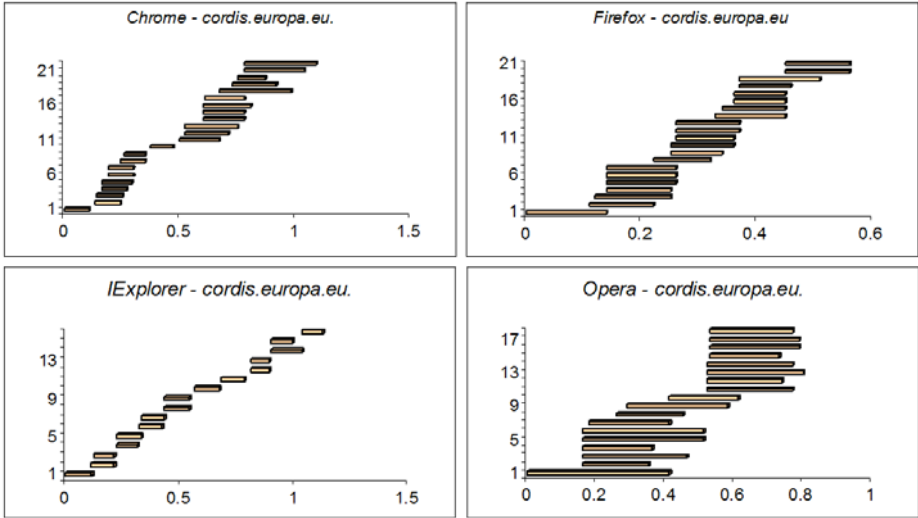 Chrome - cordis.europa.eu.
21
16
11
6
1
0 0.5 1 1.5
Firefox - cordis.europa.eu
21
16
11
6
1
0 0.2 0.4 0.6
IExplorer - cordis.europa.eu.
13
9
5
1
0 0.5 1 1.5
Opera - cordis.europa.eu.
17
13
9
5
1
0 0.2 0.4 0.6 0.8 1